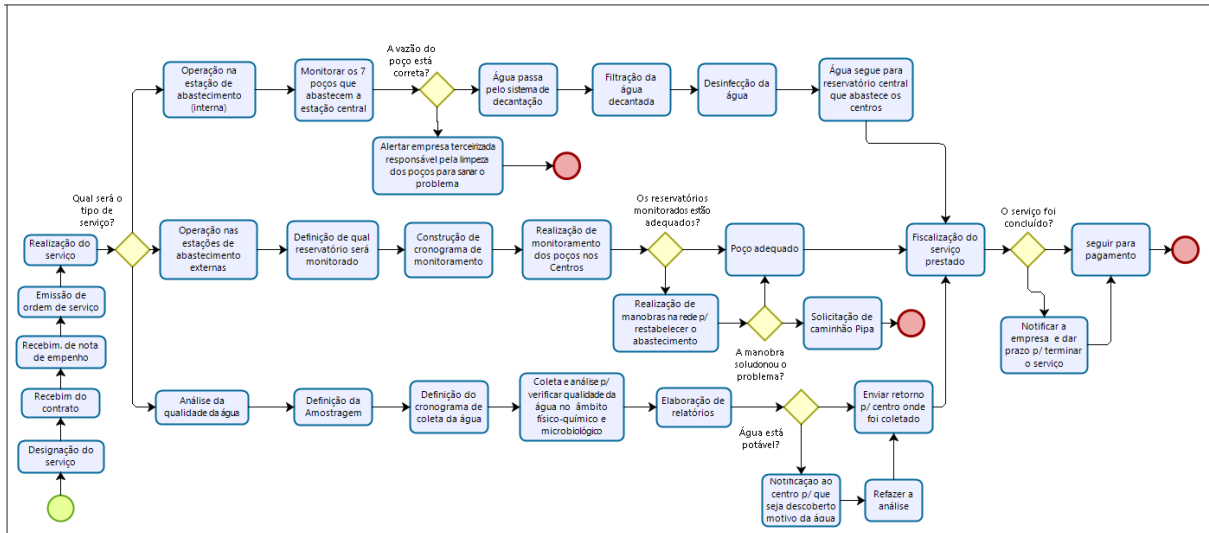 A vazão do
poço está
correta?
Operação na
estação de
abastecimento
(interna)
Monitorar os 7
poços que
abastecem a
estação central
Água passa
pelo sistema de
decantação
Filtração da
água decantada
Desinfecção da
água
Água segue para
reservatório central
que abastece os
centros
Alertar empresa terceirizada
responsável pela limpeza
dos poços para sanar o
problema
Qual será o
tipo de
serviço?
Os reservatórios
monitorados estão
adequados?
O serviço foi
concluído?
Realização do
serviço
Operação nas
estações de
abastecimento
externas
Definição de qual
reservatório será
monitorado
Construção de
cronograma de
monitoramento
Realização de
monitoramento
dos poços nos
Centros
Poço adequado
Fiscalização do
serviço
prestado
seguir para
pagamento
Emissão de
ordem de serviço
Realização de
manobras na rede p/
restabelecer o
abastecimento
Solicitação de
caminhão Pipa
Notificar a
empresa e dar
prazo p/ terminar
o serviço
A manobra
soludonou o
problema?
Recebim. de nota
de empenho
Recebim do
contrato
Designação do
serviço
Análise da
qualidade da água
Definição da
Amostragem
Definição do
cronograma de
coleta da água
Coleta e análise p/
verificar qualidade da
água no âmbito
físico-químico e
microbiológico
Elaboração de
relatórios
Enviar retorno
p/ centro onde
foi coletado
Água está
potável?
Notificação ao
centro p/ que
seja descoberto
motivo da água
Refazer a
análise